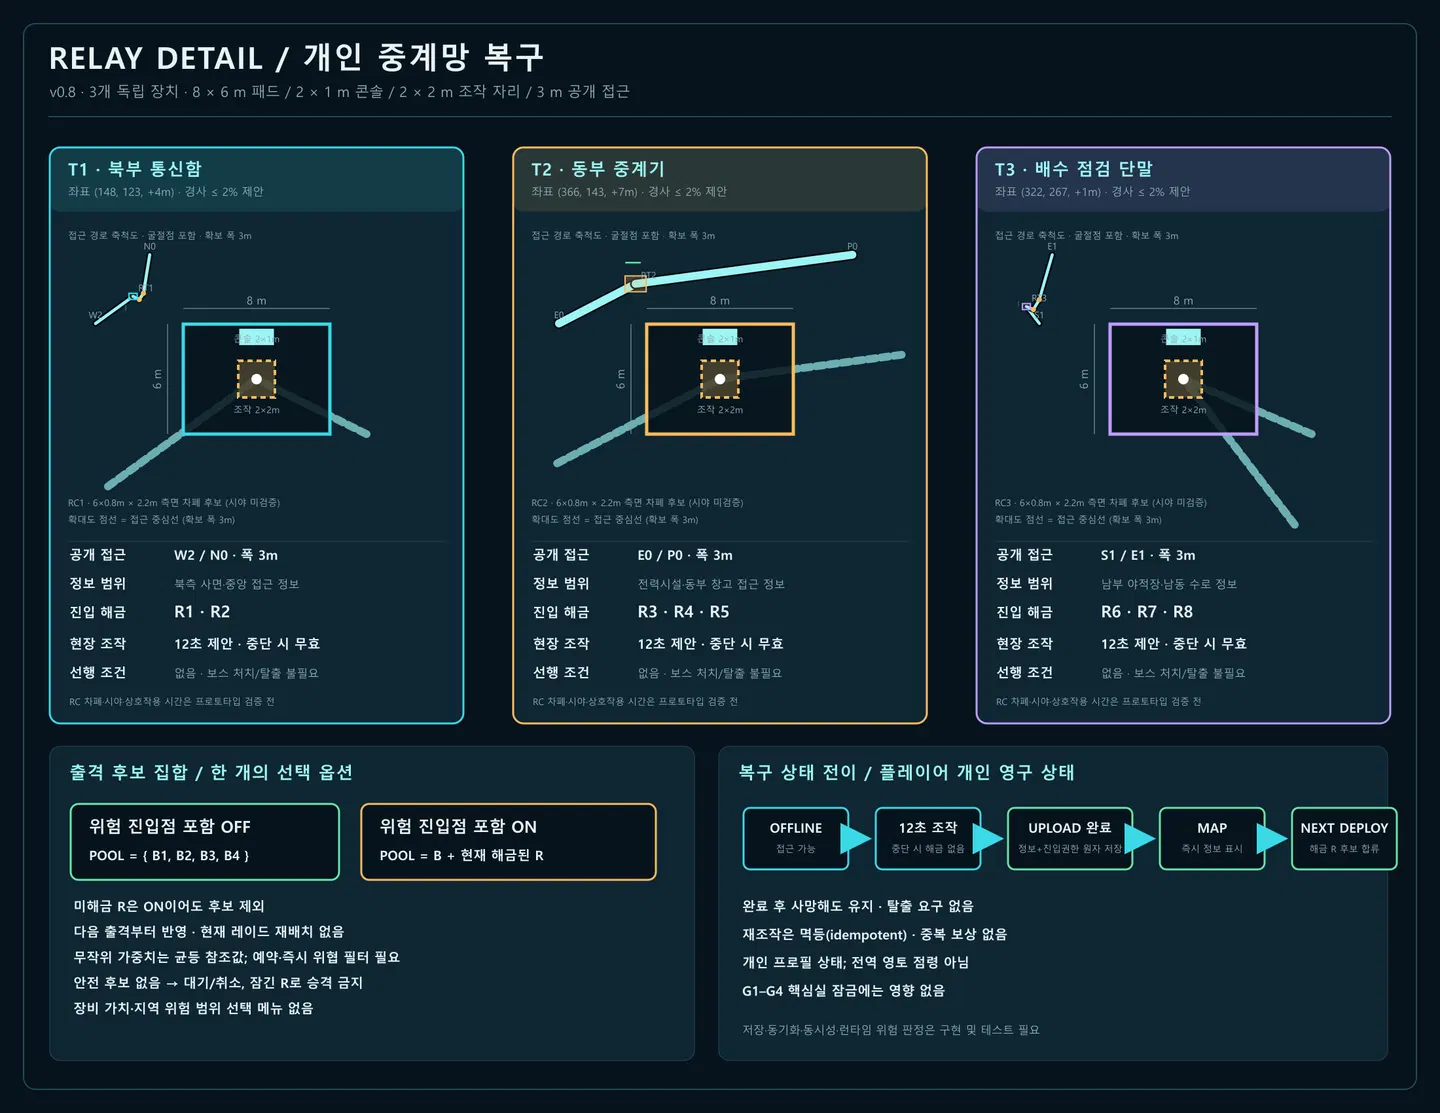 RELAY DETAIL / 개인 중계망 복구
v0.8 · 3개 독립 장치 · 8 × 6 m 패드 / 2 × 1 m 콘솔 / 2 × 2 m 조작 자리 / 3 m 공개 접근
T1 · 북부 통신함
좌표 (148, 123, +4m) · 경사 ≤ 2% 제안
접근 경로 축척도 · 굴절점 포함 · 확보 폭 3m
N0
W2
8 m
6 m
콘솔 2×1m
조작 2×2m
RC1 · 6×0.8m × 2.2m 측면 차폐 후보 (시야 미검증)
확대도 점선 = 접근 중심선 (확보 폭 3m)
공개 접근 W2 / N0 · 폭 3m
정보 범위 북측 사면·중앙 접근 정보
진입 해금 R1 · R2
현장 조작 12초 제안 · 중단 시 무효
선행 조건 없음 · 보스 처치/탈출 불필요
RC 차폐·시야·상호작용 시간은 프로토타입 검증 전
T2 · 동부 중계기
좌표 (366, 143, +7m) · 경사 ≤ 2% 제안
접근 경로 축척도 · 굴절점 포함 · 확보 폭 3m
P0
RT2
E0
8 m
6 m
콘솔 2×1m
조작 2×2m
RC2 · 6×0.8m × 2.2m 측면 차폐 후보 (시야 미검증)
확대도 점선 = 접근 중심선 (확보 폭 3m)
공개 접근 E0 / P0 · 폭 3m
정보 범위 전력시설·동부 창고 접근 정보
진입 해금 R3 · R4 · R5
현장 조작 12초 제안 · 중단 시 무효
선행 조건 없음 · 보스 처치/탈출 불필요
RC 차폐·시야·상호작용 시간은 프로토타입 검증 전
T3 · 배수 점검 단말
좌표 (322, 267, +1m) · 경사 ≤ 2% 제안
접근 경로 축척도 · 굴절점 포함 · 확보 폭 3m
E1
S1
8 m
6 m
콘솔 2×1m
조작 2×2m
RC3 · 6×0.8m × 2.2m 측면 차폐 후보 (시야 미검증)
확대도 점선 = 접근 중심선 (확보 폭 3m)
공개 접근 S1 / E1 · 폭 3m
정보 범위 남부 야적장·남동 수로 정보
진입 해금 R6 · R7 · R8
현장 조작 12초 제안 · 중단 시 무효
선행 조건 없음 · 보스 처치/탈출 불필요
RC 차폐·시야·상호작용 시간은 프로토타입 검증 전
출격 후보 집합 / 한 개의 선택 옵션
위험 진입점 포함 OFF
POOL = { B1, B2, B3, B4 }
위험 진입점 포함 ON
POOL = B + 현재 해금된 R
미해금 R은 ON이어도 후보 제외
다음 출격부터 반영 · 현재 레이드 재배치 없음
무작위 가중치는 균등 참조값; 예약·즉시 위협 필터 필요
안전 후보 없음 → 대기/취소, 잠긴 R로 승격 금지
장비 가치·지역 위험 범위 선택 메뉴 없음
복구 상태 전이 / 플레이어 개인 영구 상태
OFFLINE
접근 가능
12초 조작
중단 시 해금 없음
UPLOAD 완료
정보+진입권한 원자 저장
MAP
즉시 정보 표시
NEXT DEPLOY
해금 R 후보 합류
완료 후 사망해도 유지 · 탈출 요구 없음
재조작은 멱등(idempotent) · 중복 보상 없음
개인 프로필 상태; 전역 영토 점령 아님
G1–G4 핵심실 잠금에는 영향 없음
저장·동기화·동시성·런타임 위험 판정은 구현 및 테스트 필요